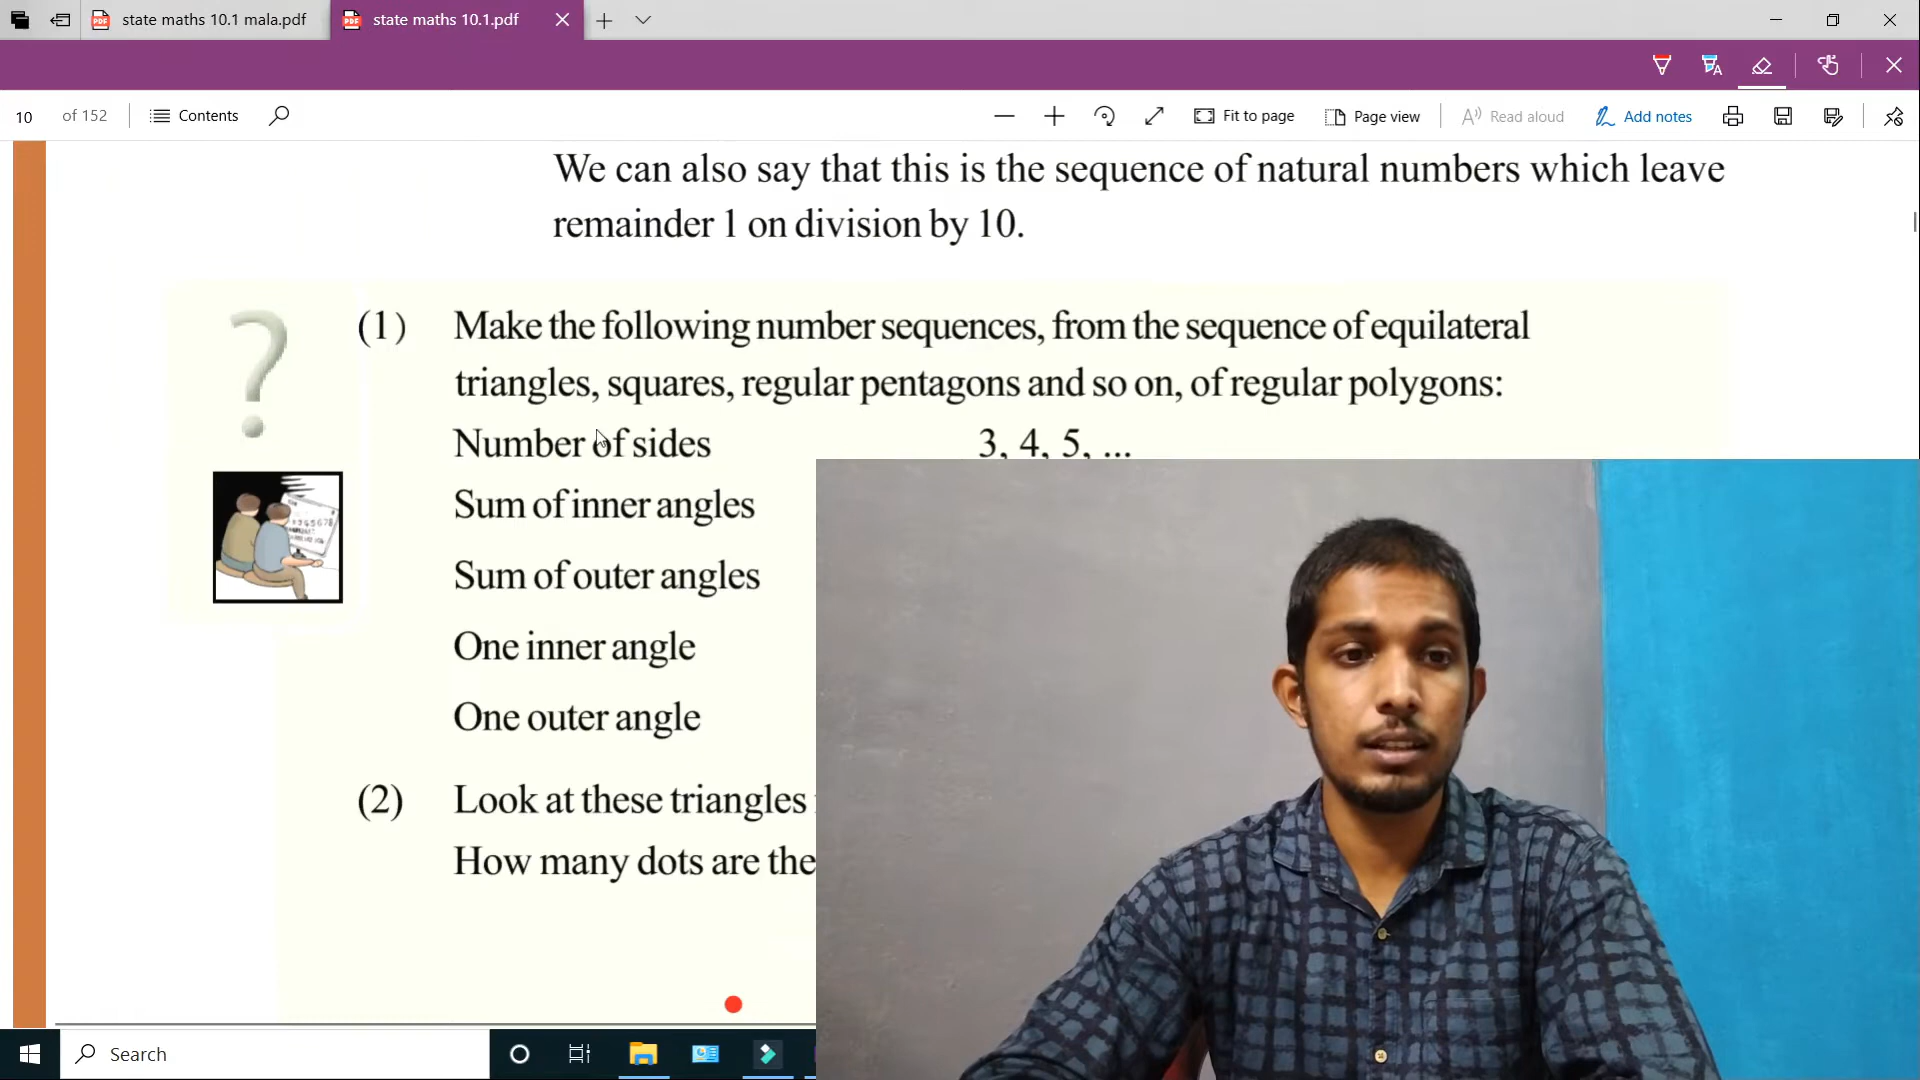 state maths 10.1 mala.pdf
state maths 10.1.pdf
10 of 152
Contents
Fit to page
Page view
Read aloud
Add notes
We can also say that this is the sequence of natural numbers which leave
remainder 1 on division by 10.
(1) Make the following number sequences, from the sequence of equilateral
triangles, squares, regular pentagons and so on, of regular polygons:
Number of sides 3, 4, 5, ...
Sum of inner angles
Sum of outer angles
One inner angle
One outer angle
(2) Look at these triangles
How many dots are the
Search